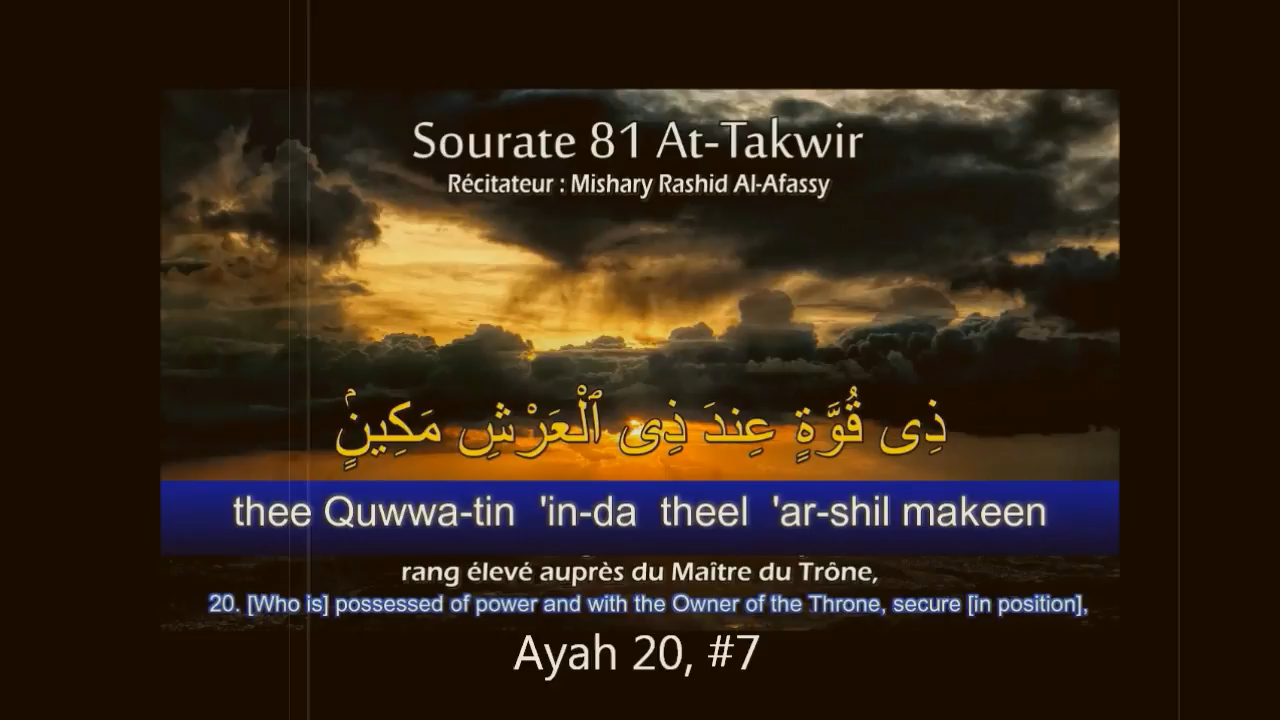 Sourate 81 At-Takwir
Récitateur : Mishary Rashid Al-Afassy
ذِى قُوَّةٍ عِندَ ذِى ٱلْعَرْشِ مَكِينٍۢ
thee Quwwa-tin 'in-da theel 'ar-shil makeen
rang élevé auprès du Maître du Trône,
20. [Who is] possessed of power and with the Owner of the Throne, secure [in position],
Ayah 20, #7